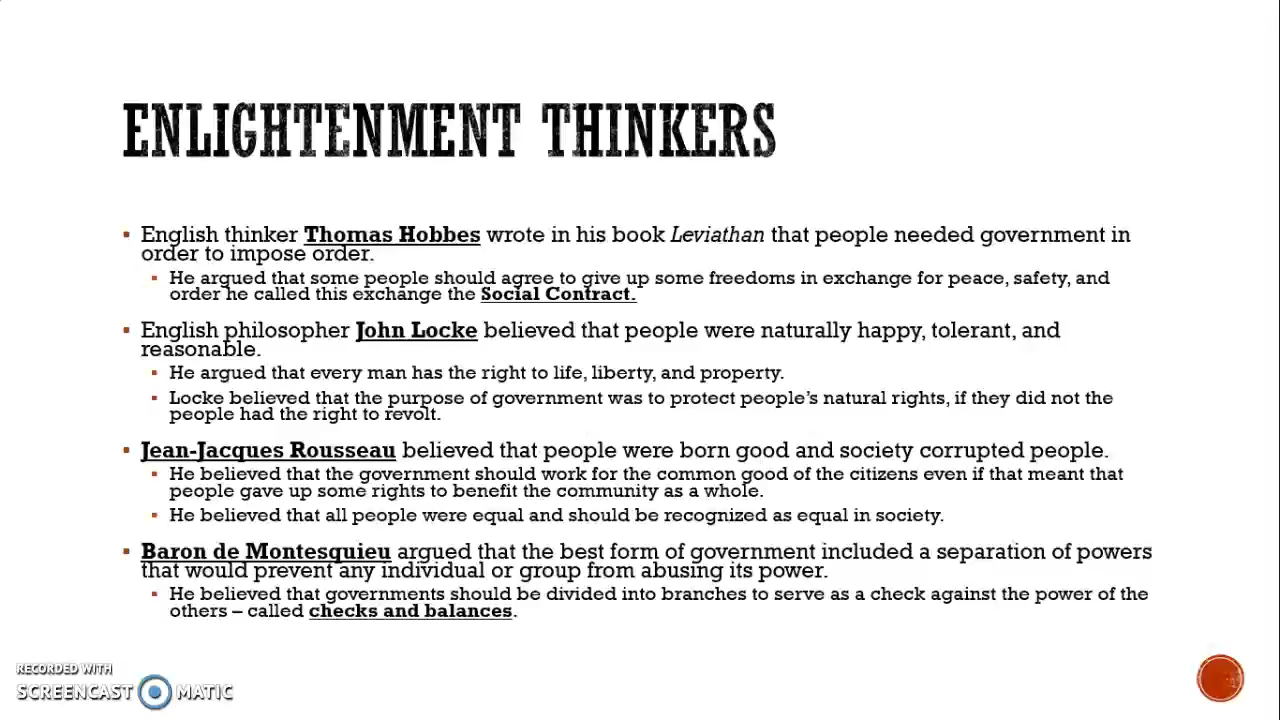 ENLIGHTENMENT THINKERS
▪ English thinker Thomas Hobbes wrote in his book Leviathan that people needed government in
order to impose order.
▪ He argued that some people should agree to give up some freedoms in exchange for peace, safety, and
order he called this exchange the Social Contract.
▪ English philosopher John Locke believed that people were naturally happy, tolerant, and
reasonable.
▪ He argued that every man has the right to life, liberty, and property.
▪ Locke believed that the purpose of government was to protect people's natural rights, if they did not the
people had the right to revolt.
▪ Jean-Jacques Rousseau believed that people were born good and society corrupted people.
▪ He believed that the government should work for the common good of the citizens even if that meant that
people gave up some rights to benefit the community as a whole.
▪ He believed that all people were equal and should be recognized as equal in society.
▪ Baron de Montesquieu argued that the best form of government included a separation of powers
that would prevent any individual or group from abusing its power.
▪ He believed that governments should be divided into branches to serve as a check against the power of the
others – called checks and balances.
RECORDED WITH
SCREENCAST MATIC